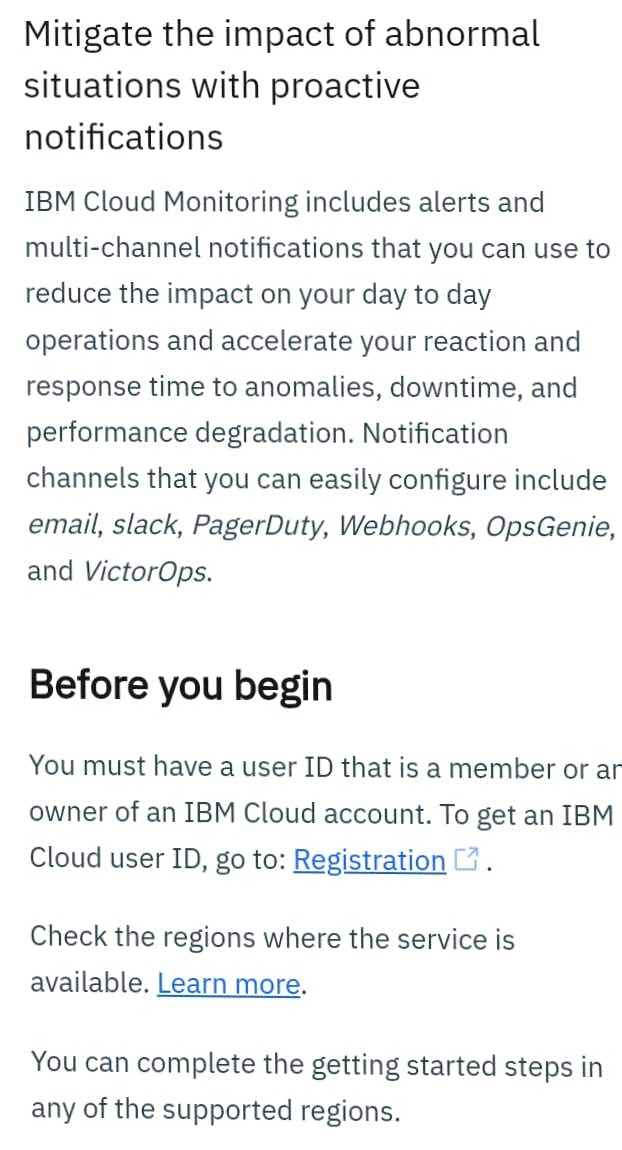 Mitigate the impact of abnormal
situations with proactive
notifications
IBM Cloud Monitoring includes alerts and
multi-channel notifications that you can use to
reduce the impact on your day to day
operations and accelerate your reaction and
response time to anomalies, downtime, and
performance degradation. Notification
channels that you can easily configure include
email, slack, PagerDuty, Webhooks, OpsGenie,
and VictorOps.
Before you begin
You must have a user ID that is a member or an
owner of an IBM Cloud account. To get an IBM
Cloud user ID, go to: Registration .
Check the regions where the service is
available. Learn more.
You can complete the getting started steps in
any of the supported regions.